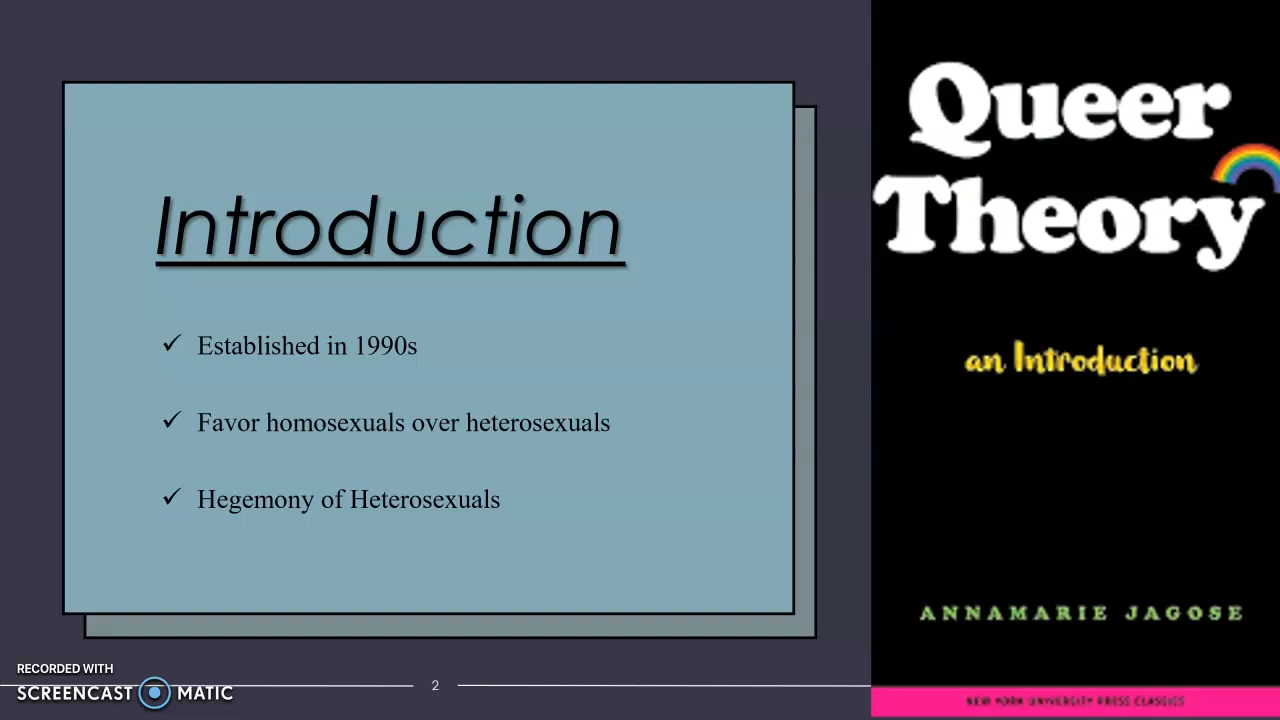 Introduction
✓ Established in 1990s
✓ Favor homosexuals over heterosexuals
✓ Hegemony of Heterosexuals
RECORDED WITH
SCREENCAST MATIC
2
Queer
Theory
an Introduction
ANNAMARIE JAGOSE
NEW YORK UNIVERSITY PRESS CLASSICS